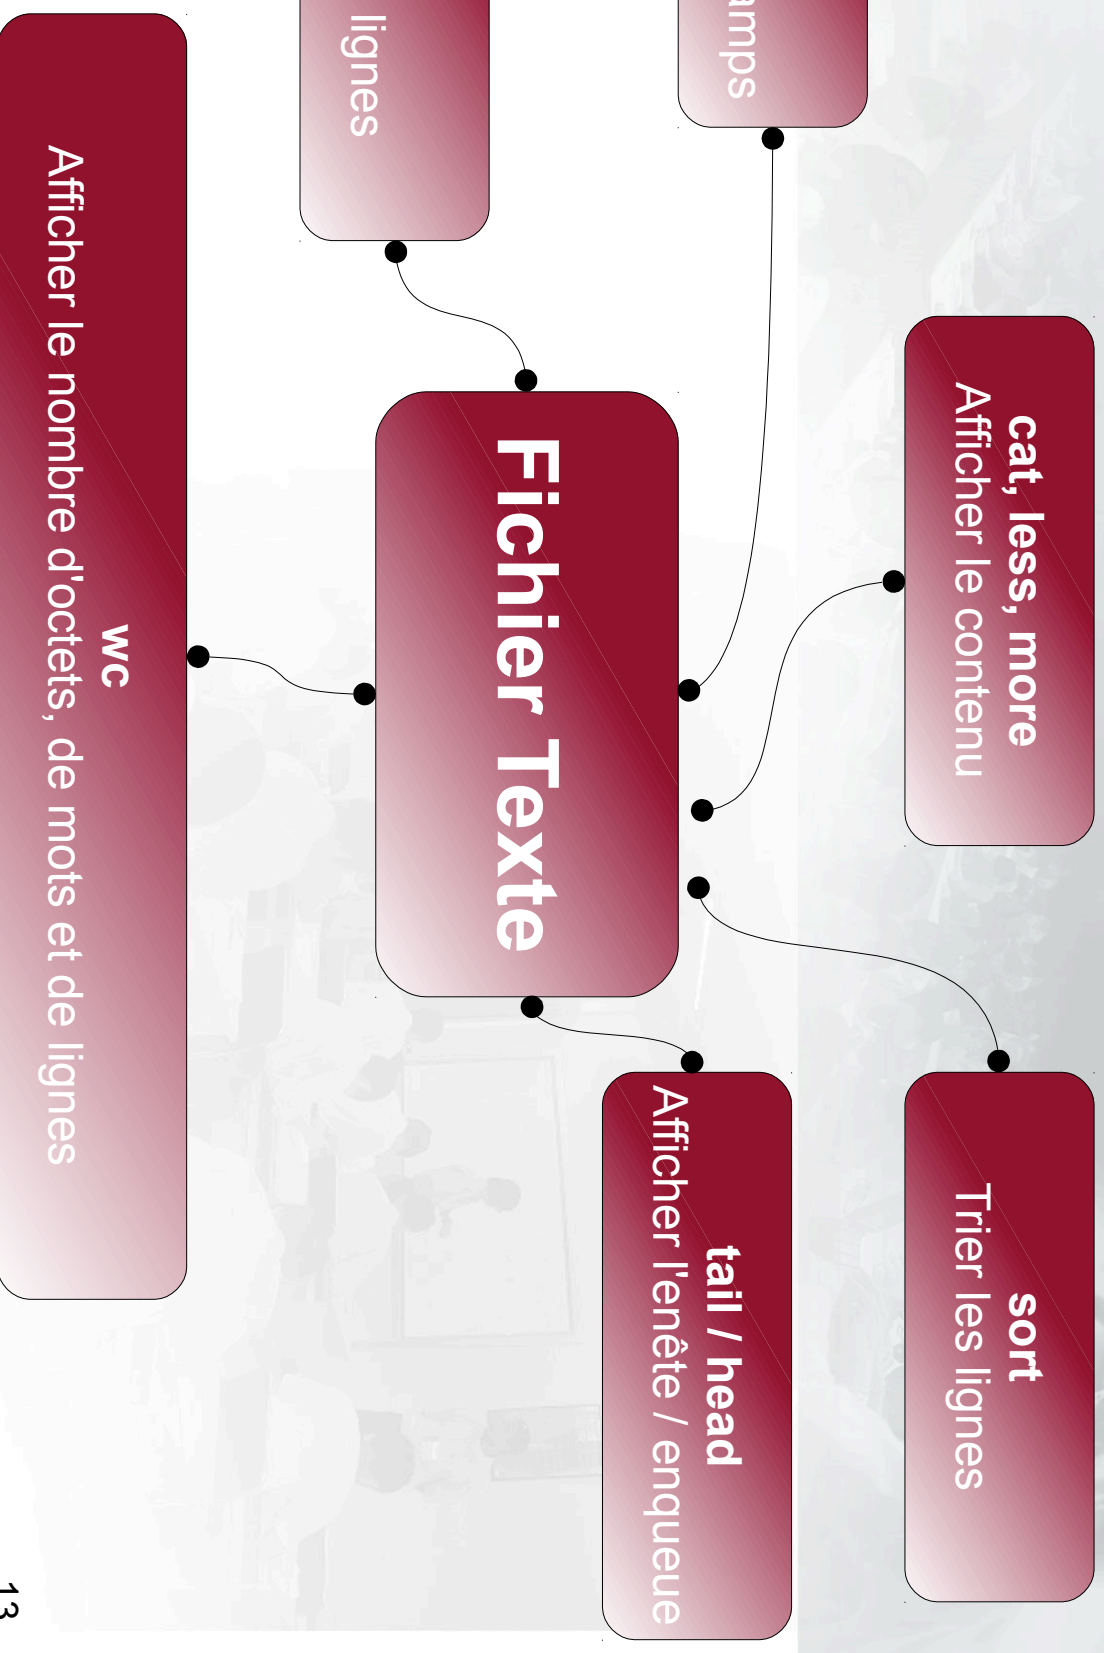 cat, less, more
Afficher le contenu
sort
Trier les lignes
amps
tail / head
Afficher l'enête / enqueue
Fichier Texte
lignes
wc
Afficher le nombre d'octets, de mots et de lignes
13